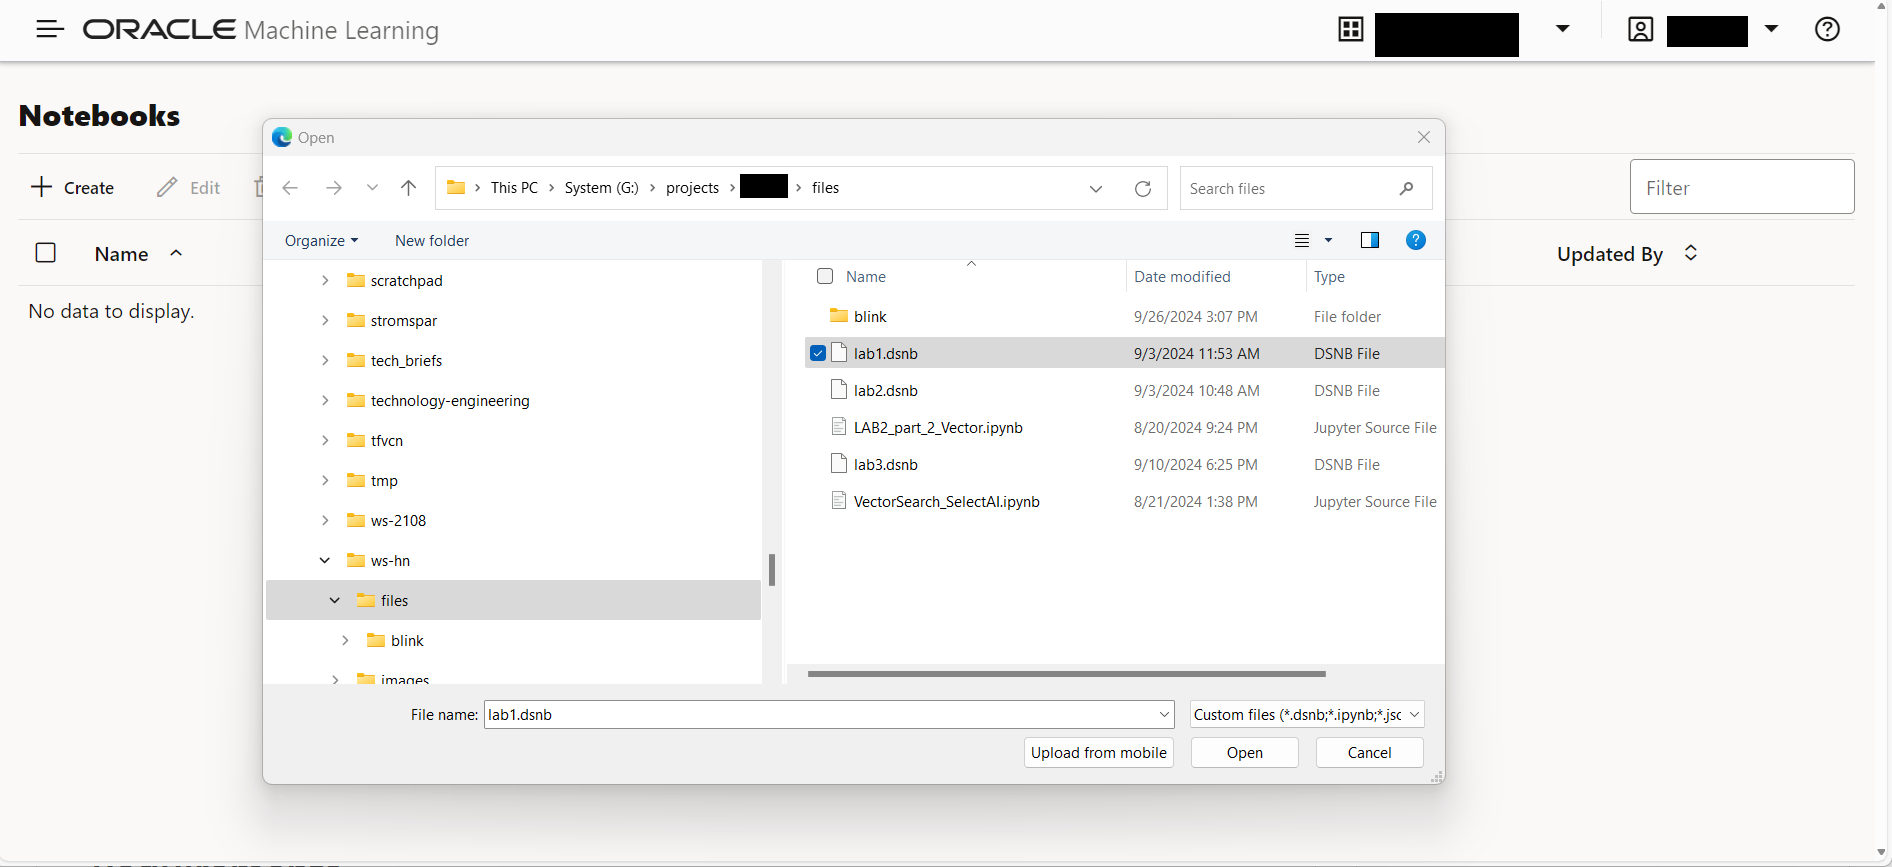 ORACLE Machine Learning
Notebooks
Create Edit
Filter
Name Updated By
No data to display.
Open
This PC System (G:) projects files
Search files
Organize New folder
scratchpad
stromspar
tech_briefs
technology-engineering
tfvcn
tmp
ws-2108
ws-hn
files
blink
images
Name Date modified Type
blink 9/26/2024 3:07 PM File folder
lab1.dsnb 9/3/2024 11:53 AM DSNB File
lab2.dsnb 9/3/2024 10:48 AM DSNB File
LAB2_part_2_Vector.ipynb 8/20/2024 9:24 PM Jupyter Source File
lab3.dsnb 9/10/2024 6:25 PM DSNB File
VectorSearch_SelectAI.ipynb 8/21/2024 1:38 PM Jupyter Source File
File name: lab1.dsnb Custom files (*.dsnb;*.ipynb;*.jsc
Upload from mobile Open Cancel